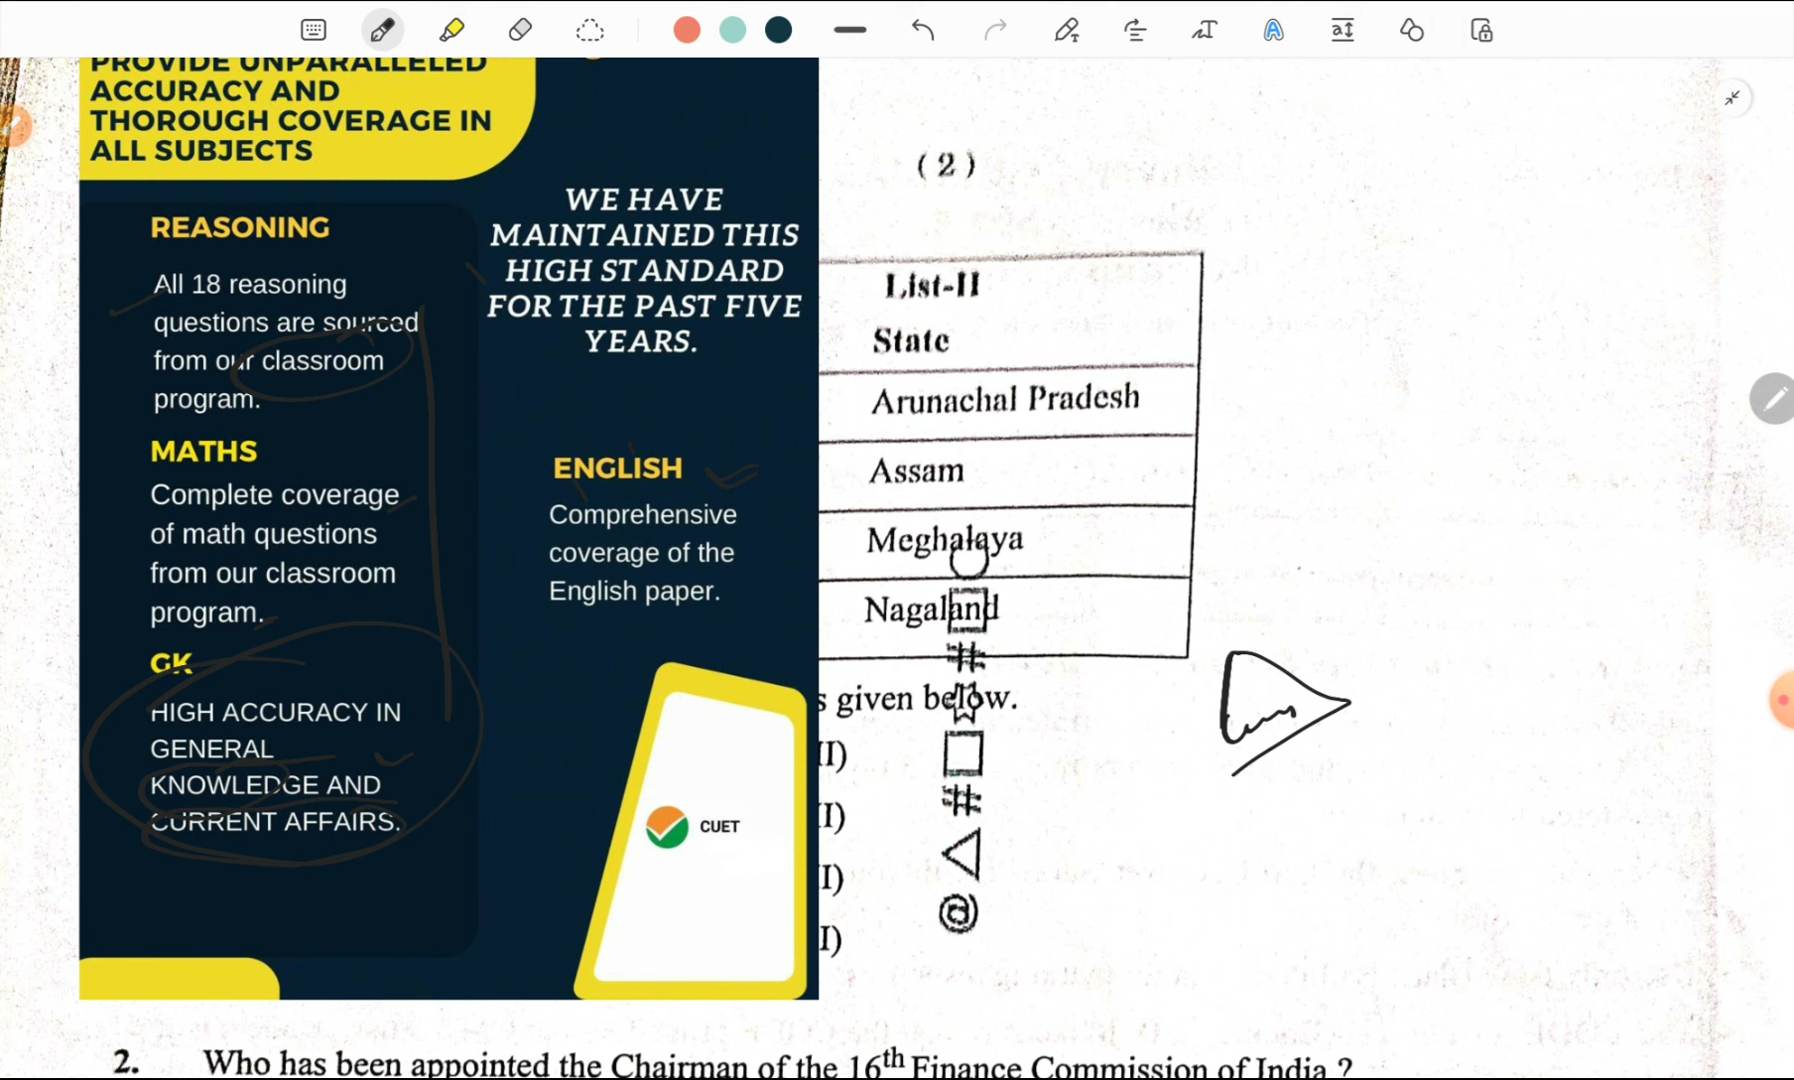 PROVIDE UNPARALLELED
ACCURACY AND
THOROUGH COVERAGE IN
ALL SUBJECTS
REASONING
All 18 reasoning
questions are sourced
from our classroom
program.
MATHS
Complete coverage
of math questions
from our classroom
program.
GK
HIGH ACCURACY IN
GENERAL
KNOWLEDGE AND
CURRENT AFFAIRS.
WE HAVE
MAINTAINED THIS
HIGH STANDARD
FOR THE PAST FIVE
YEARS.
ENGLISH
Comprehensive
coverage of the
English paper.
CUET
(2)
List-II
State
Arunachal Pradesh
Assam
Meghalaya
Nagaland
s given below.
II)
I)
I)
I)
2. Who has been appointed the Chairman of the 16th Finance Commission of India ?